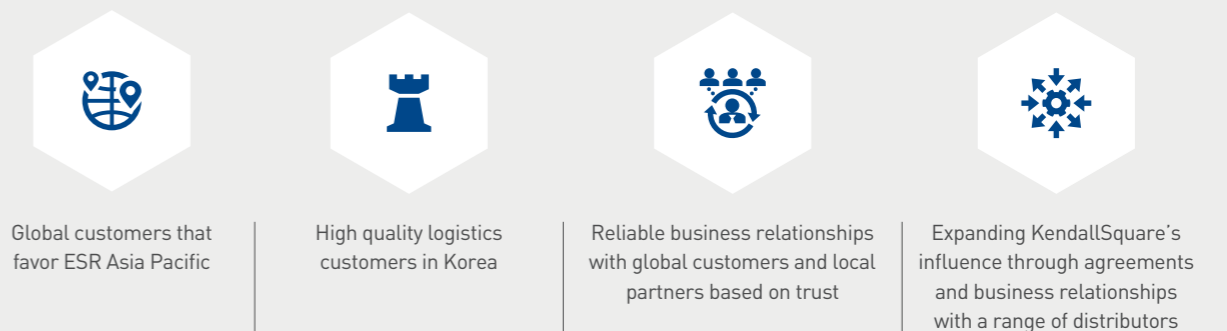 Global customers that
favor ESR Asia Pacific
High quality logistics
customers in Korea
Reliable business relationships
with global customers and local
partners based on trust
Expanding KendallSquare’s
influence through agreements
and business relationships
with a range of distributors